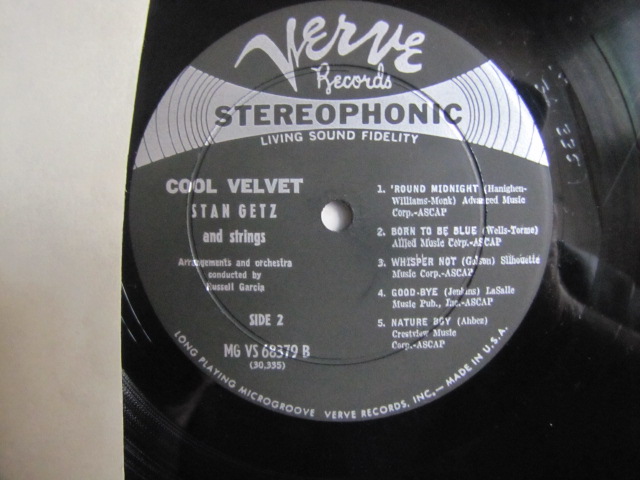 VERVE
Records
STEREOPHONIC
LIVING SOUND FIDELITY
COOL VELVET
STAN GETZ
and strings
Arrangements and orchestra
conducted by
Russell Garcia
SIDE 2
MG VS 68379 B
(30,335)
1. 'ROUND MIDNIGHT (Hanighen-
Williams-Monk) Advanced Music
Corp.-ASCAP
2. BORN TO BE BLUE (Wells-Torme)
Allied Music Corp.-ASCAP
3. WHISPER NOT (Golson) Silhouette
Music Corp.-ASCAP
4. GOOD-BYE (Jenkins) LaSalle
Music Pub., Inc.-ASCAP
5. NATURE BOY (Ahbez)
Crestview Music
Corp.-ASCAP
LONG PLAYING MICROGROOVE VERVE RECORDS, INC.— MADE IN U.S.A.